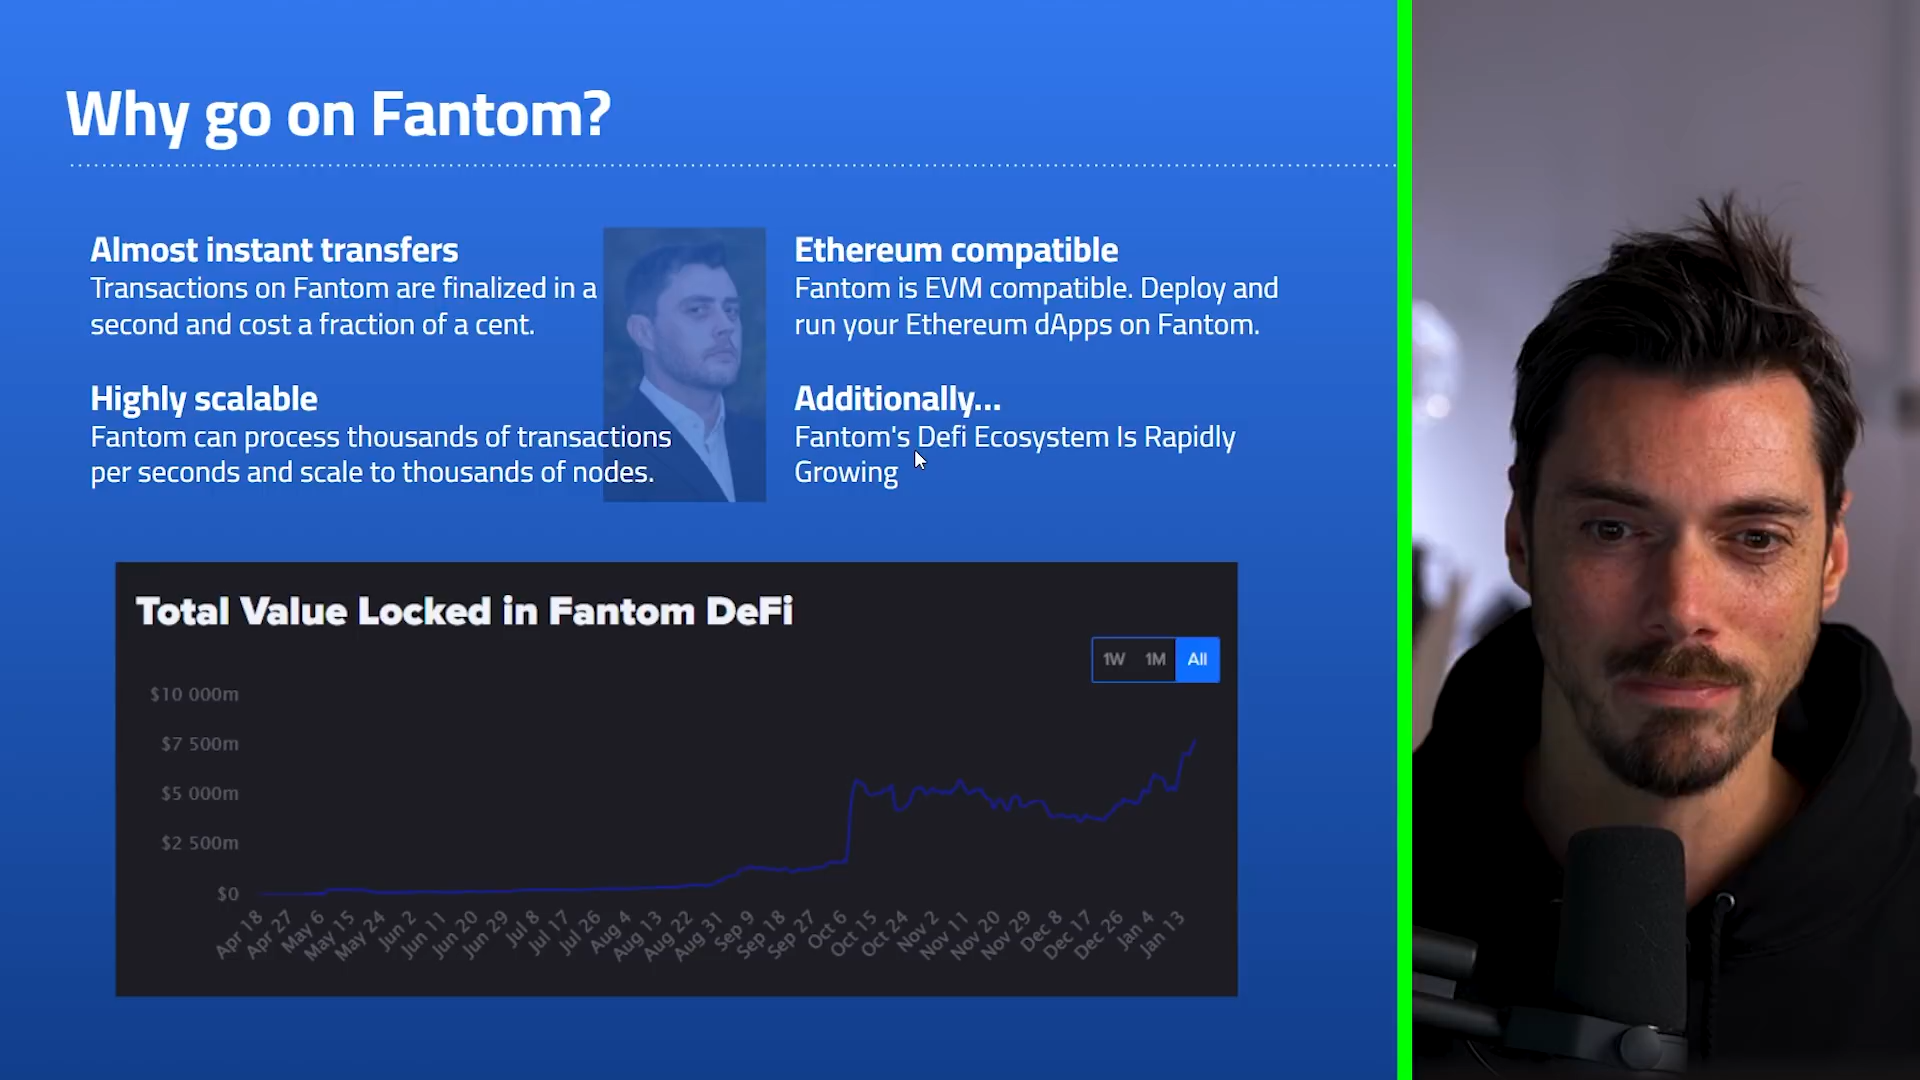 Why go on Fantom?
Almost instant transfers
Transactions on Fantom are finalized in a
second and cost a fraction of a cent.
Highly scalable
Fantom can process thousands of transactions
per seconds and scale to thousands of nodes.
Ethereum compatible
Fantom is EVM compatible. Deploy and
run your Ethereum dApps on Fantom.
Additionally...
Fantom's Defi Ecosystem Is Rapidly
Growing
Total Value Locked in Fantom DeFi
1W 1M All
$10 000m
$7 500m
$5 000m
$2 500m
$0
Apr 18 Apr 27 May 6 May 15 May 24 Jun 2 Jun 11 Jun 20 Jun 29 Jul 8 Jul 17 Jul 26 Aug 4 Aug 13 Aug 22 Aug 31 Sep 9 Sep 18 Sep 27 Oct 6 Oct 15 Oct 24 Nov 2 Nov 11 Nov 20 Nov 29 Dec 8 Dec 17 Dec 26 Jan 4 Jan 13